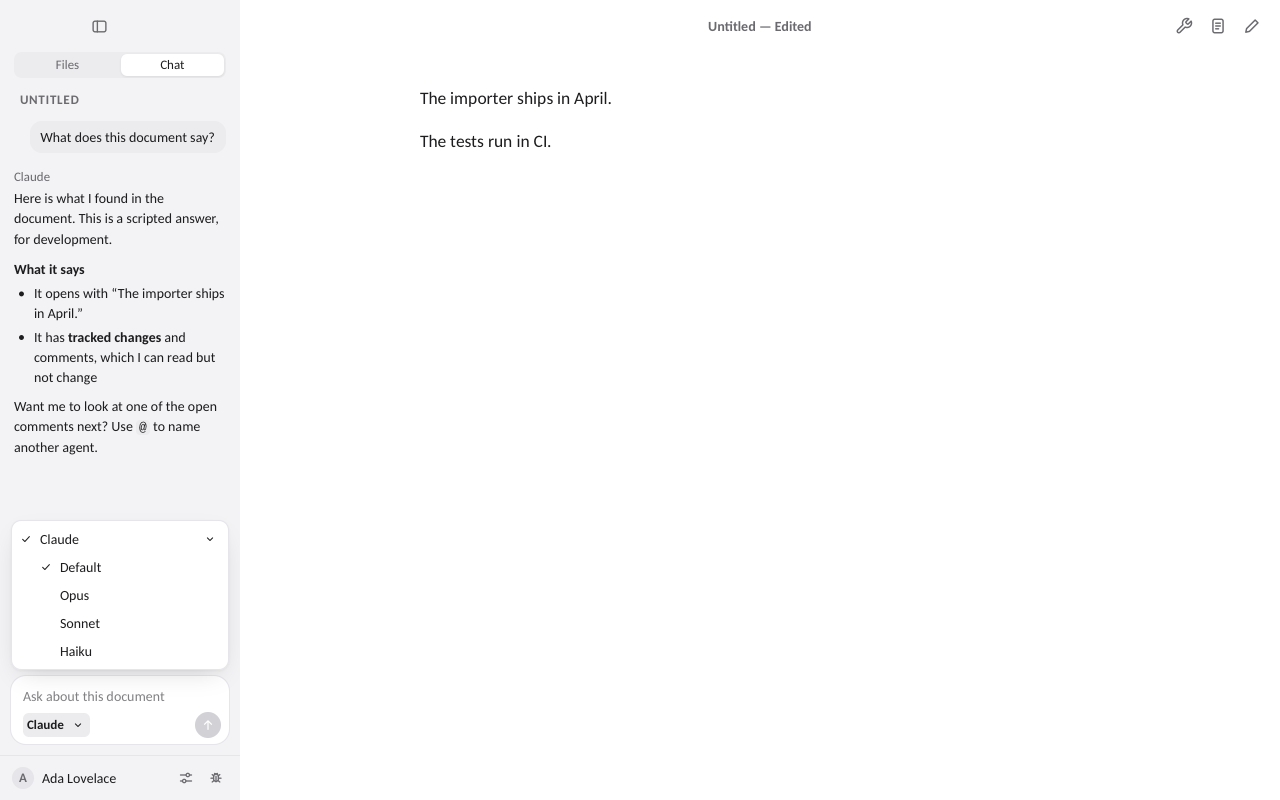 Untitled — Edited
Files
Chat
UNTITLED
What does this document say?
Claude
Here is what I found in the
document. This is a scripted answer,
for development.
What it says
• It opens with “The importer ships
in April.”
• It has tracked changes and
comments, which I can read but
not change
Want me to look at one of the open
comments next? Use @ to name
another agent.
Claude
Default
Opus
Sonnet
Haiku
Ask about this document
Claude
A
Ada Lovelace
The importer ships in April.
The tests run in CI.